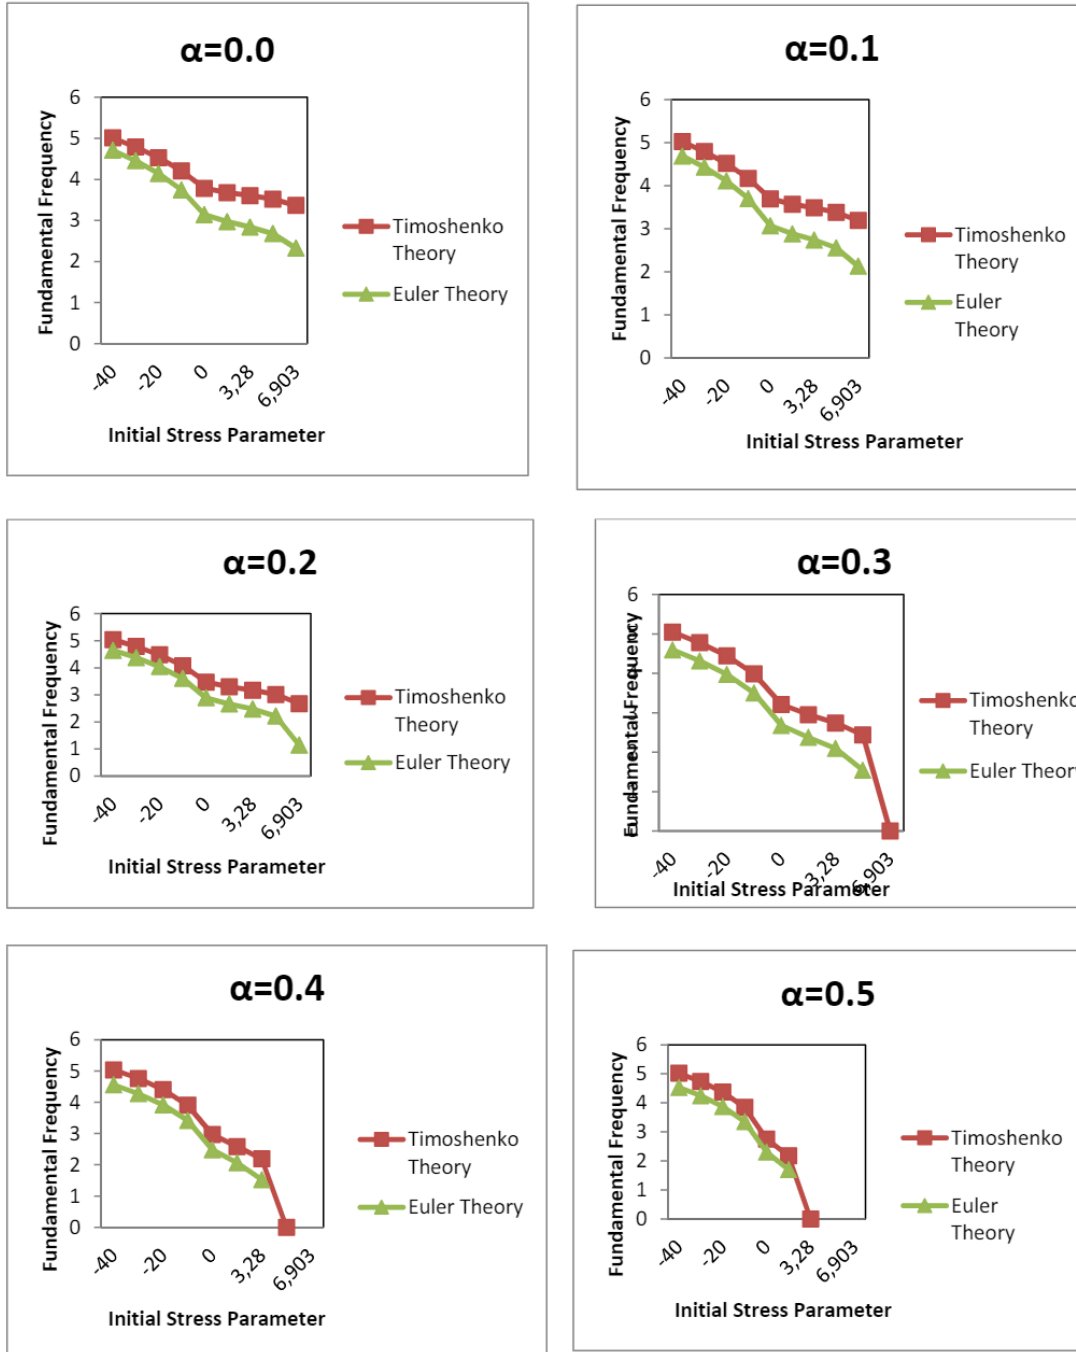 α=0.0
Fundamental Frequency
6
5
4
3
2
1
0
-40
-20
0
3,28
6,903
Initial Stress Parameter
Timoshenko
Theory
Euler Theory
α=0.1
Fundamental Frequency
6
5
4
3
2
1
0
-40
-20
0
3,28
6,903
Initial Stress Parameter
Timoshenko
Theory
Euler
Theory
α=0.2
Fundamental Frequency
6
5
4
3
2
1
0
-40
-20
0
3,28
6,903
Initial Stress Parameter
Timoshenko
Theory
Euler Theory
α=0.3
Fundamental Frequency
6
-40
-20
0
3,28
6,903
Initial Stress Parameter
Timoshenko
Theory
Euler Theory
α=0.4
Fundamental Frequency
6
5
4
3
2
1
0
-40
-20
0
3,28
6,903
Initial Stress Parameter
Timoshenko
Theory
Euler Theory
α=0.5
Fundamental Frequency
6
5
4
3
2
1
0
-40
-20
0
3,28
6,903
Initial Stress Parameter
Timoshenko
Theory
Euler
Theory